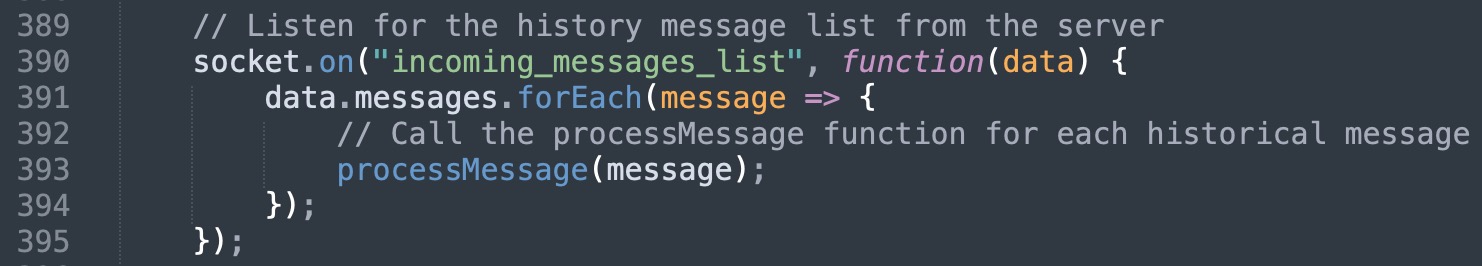 389 // Listen for the history message list from the server
390 socket.on("incoming_messages_list", function(data) {
391 data.messages.forEach(message => {
392 // Call the processMessage function for each historical message
393 processMessage(message);
394 });
395 });